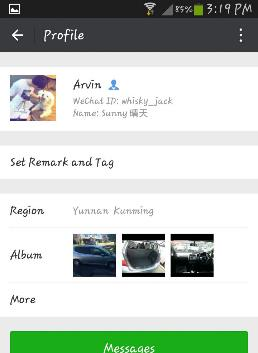 85% 3:19 PM
Profile
Arvin
WeChat ID: whisky_jack
Name: Sunny 晴天
Set Remark and Tag
Region Yunnan Kunming
Album
More
Messages